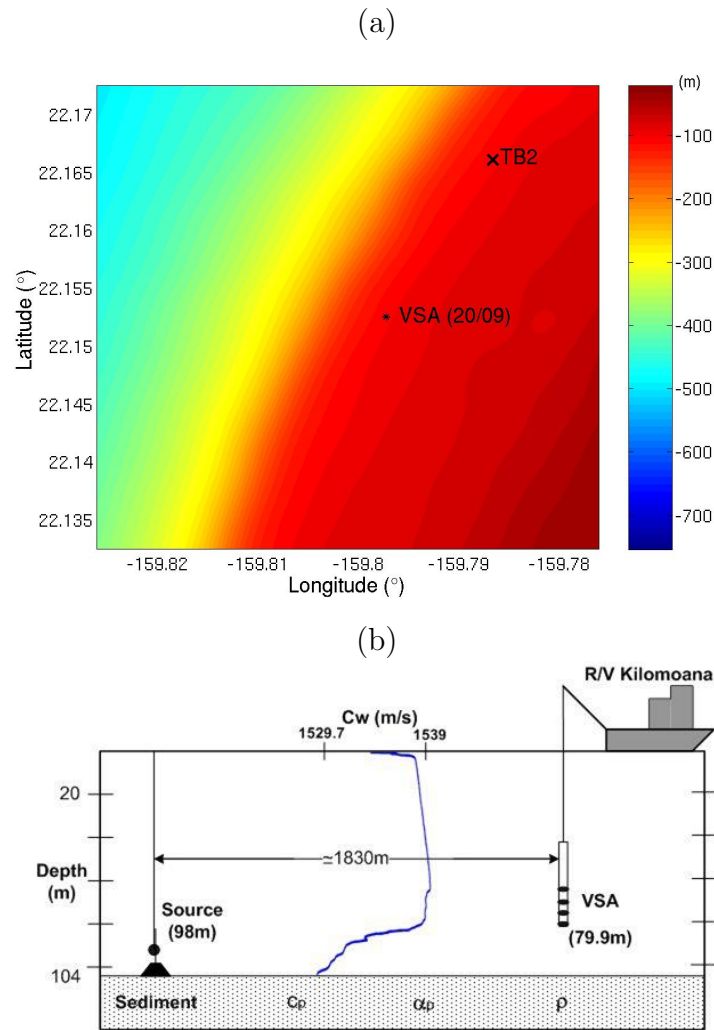 (a)
(m)
22.17
22.165
22.16
22.155
22.15
22.145
22.14
22.135
Latitude (°)
TB2
VSA (20/09)
-100
-200
-300
-400
-500
-600
-700
-159.82 -159.81 -159.8 -159.79 -159.78
Longitude (°)
(b)
R/V Kilomoana
Cw (m/s)
1529.7 1539
20
≃1830m
Depth
(m)
Source
(98m)
VSA
(79.9m)
104
Sediment cₚ αₚ ρ